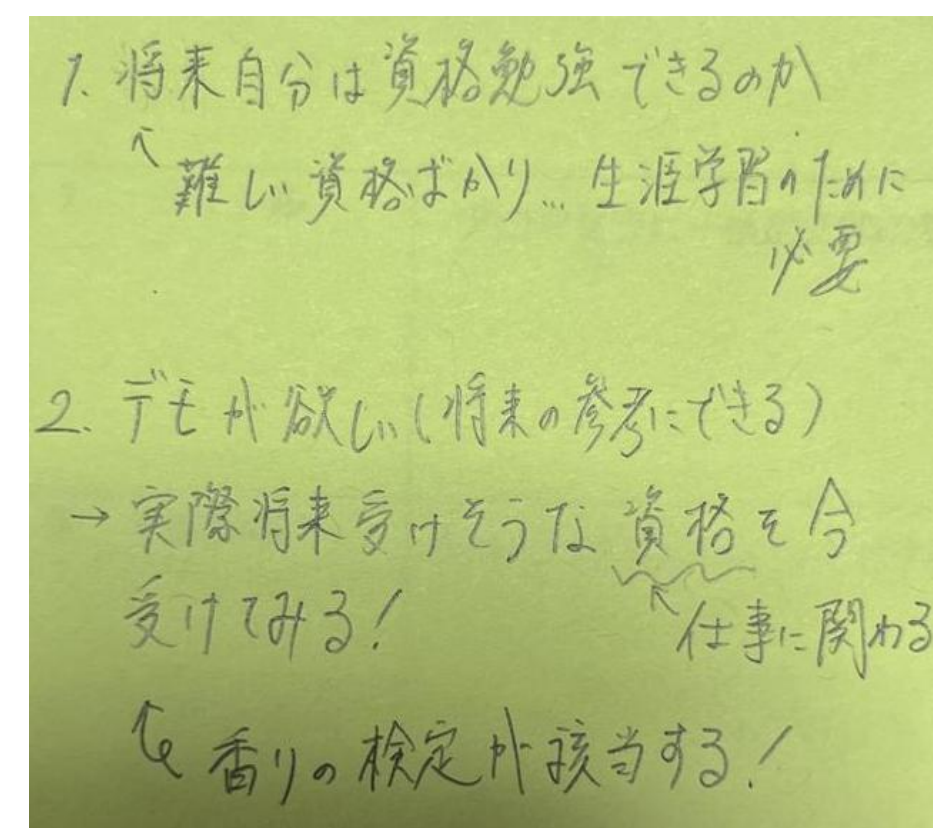 1. 将来自分は資格勉強できるのか
↖ 難しい資格ばかり… 生涯学習のために
必要
2. デモが欲しい(将来の参考にできる)
→ 実際将来受けそうな資格を今
受けてみる!
↖ 仕事に関わる
↖ 香りの検定が該当する!